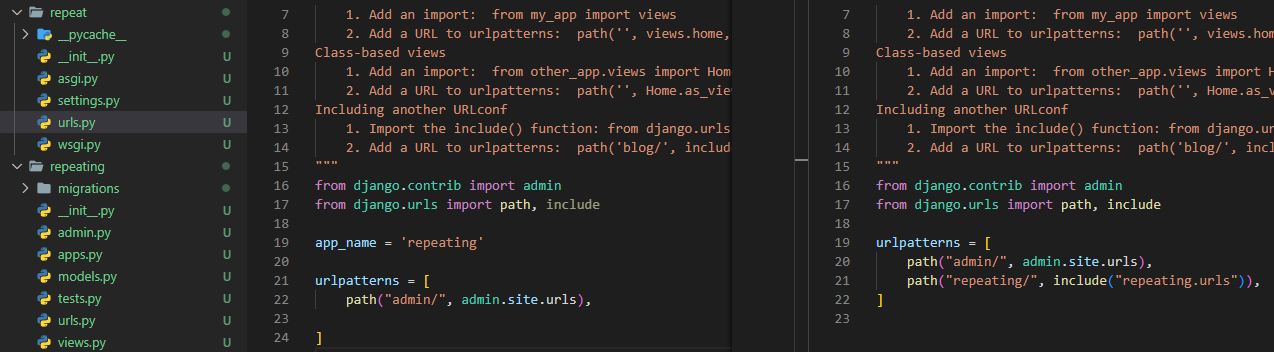 repeat
__pycache__
__init__.py U
asgi.py U
settings.py U
urls.py U
wsgi.py U
repeating
migrations
__init__.py U
admin.py U
apps.py U
models.py U
tests.py U
urls.py U
views.py U
7 1. Add an import:  from my_app import views
8 2. Add a URL to urlpatterns:  path('', views.home,
9 Class-based views
10 1. Add an import:  from other_app.views import Hom
11 2. Add a URL to urlpatterns:  path('', Home.as_view
12 Including another URLconf
13 1. Import the include() function: from django.urls
14 2. Add a URL to urlpatterns:  path('blog/', includ
15 """
16 from django.contrib import admin
17 from django.urls import path, include
18
19 app_name = 'repeating'
20
21 urlpatterns = [
22 path("admin/", admin.site.urls),
23
24 ]
7 1. Add an import:  from my_app import views
8 2. Add a URL to urlpatterns:  path('', views.hom
9 Class-based views
10 1. Add an import:  from other_app.views import H
11 2. Add a URL to urlpatterns:  path('', Home.as_v
12 Including another URLconf
13 1. Import the include() function: from django.ur
14 2. Add a URL to urlpatterns:  path('blog/', incl
15 """
16 from django.contrib import admin
17 from django.urls import path, include
18
19 urlpatterns = [
20 path("admin/", admin.site.urls),
21 path("repeating/", include("repeating.urls")),
22 ]
23